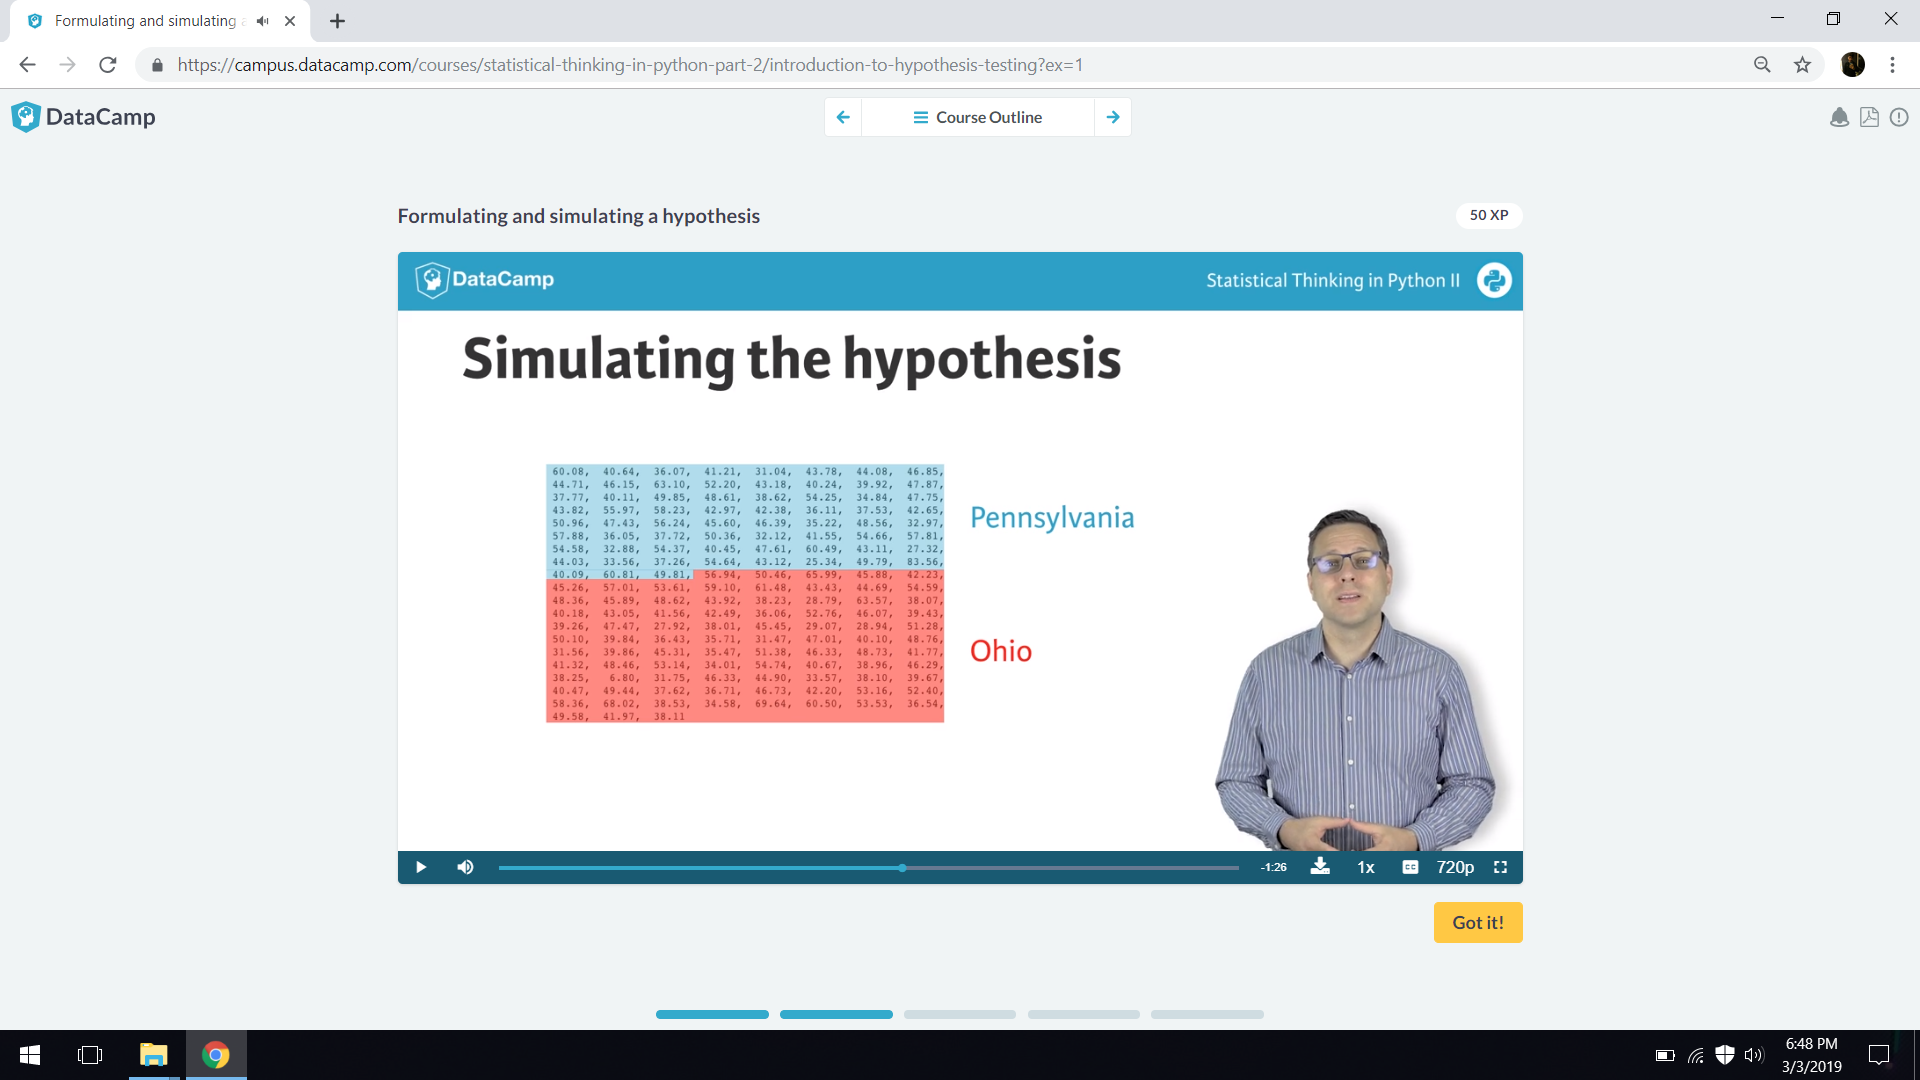 Formulating and simulating a
https://campus.datacamp.com/courses/statistical-thinking-in-python-part-2/introduction-to-hypothesis-testing?ex=1
DataCamp
Course Outline
Formulating and simulating a hypothesis
50 XP
DataCamp
Statistical Thinking in Python II
Simulating the hypothesis
60.08, 40.64, 36.07, 41.21, 31.04, 43.78, 44.08, 46.85,
44.71, 46.15, 63.10, 52.20, 43.18, 40.24, 39.92, 47.87,
37.77, 40.11, 49.85, 48.61, 38.62, 54.25, 34.84, 47.75,
43.82, 55.97, 58.23, 42.97, 42.38, 36.11, 37.53, 42.65,
50.96, 47.43, 56.24, 45.60, 46.39, 35.22, 48.56, 32.97,
57.88, 36.05, 37.72, 50.36, 32.12, 41.55, 54.66, 57.81,
54.58, 32.88, 54.37, 40.45, 47.61, 60.49, 43.11, 27.32,
44.03, 33.56, 37.26, 54.64, 43.12, 25.34, 49.79, 83.56,
40.09, 60.81, 49.81, 56.94, 50.46, 65.99, 45.88, 42.23,
45.26, 57.01, 53.61, 59.10, 61.48, 43.43, 44.69, 54.59,
48.36, 45.89, 48.62, 43.92, 38.23, 28.79, 63.57, 38.07,
40.18, 43.05, 41.56, 42.49, 36.06, 52.76, 46.07, 39.43,
39.26, 47.47, 27.92, 38.01, 45.45, 29.07, 28.94, 51.28,
50.10, 39.84, 36.43, 35.71, 31.47, 47.01, 40.10, 48.76,
31.56, 39.86, 45.31, 35.47, 51.38, 46.33, 48.73, 41.77,
41.32, 48.46, 53.14, 34.01, 54.74, 40.67, 38.96, 46.29,
38.25, 6.80, 31.75, 46.33, 44.90, 33.57, 38.10, 39.67,
40.47, 49.44, 37.62, 36.71, 46.73, 42.20, 53.16, 52.40,
58.36, 68.02, 38.53, 34.58, 69.64, 60.50, 53.53, 36.54,
49.58, 41.97, 38.11
Pennsylvania
Ohio
-1:26
1x
CC
720p
Got it!
6:48 PM
3/3/2019